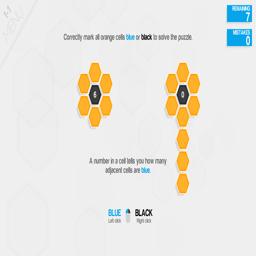 REMAINING
7
MISTAKES
0
Correctly mark all orange cells blue or black to solve the puzzle.
6
0
A number in a cell tells you how many
adjacent cells are blue.
BLUE BLACK
Left click Right click